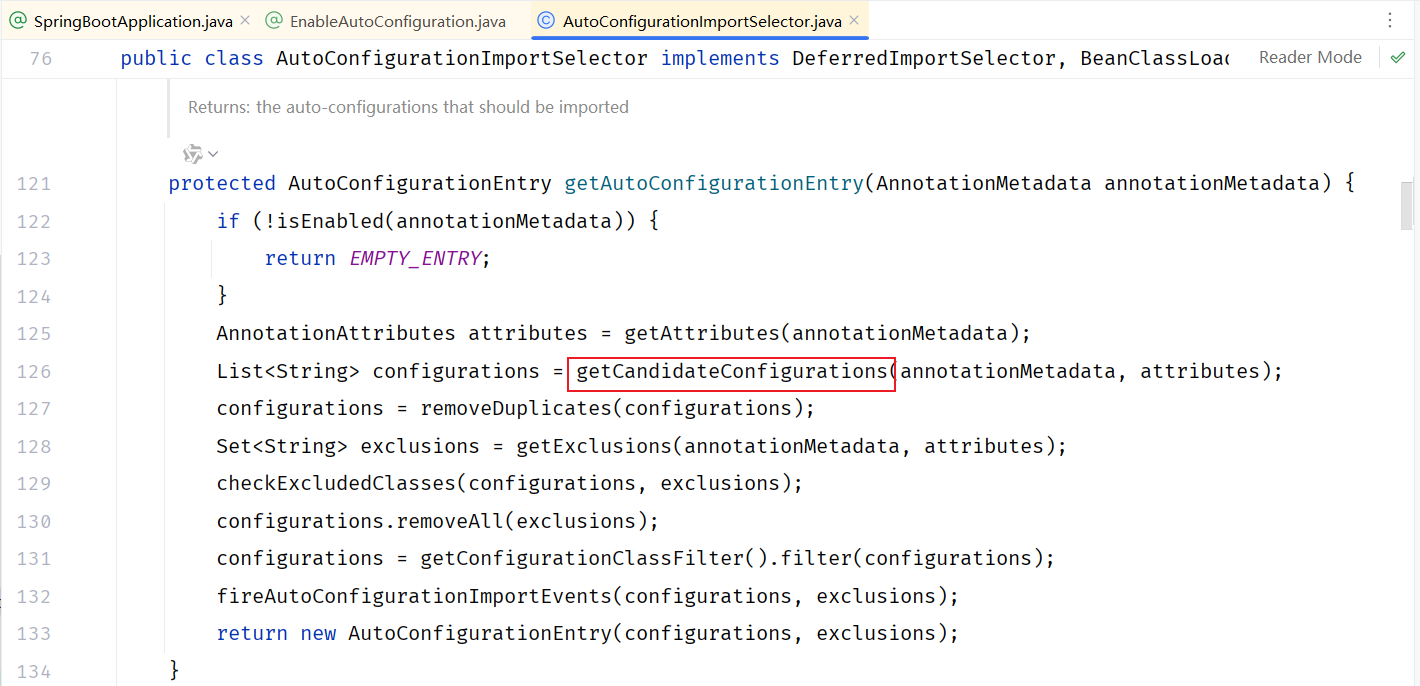 SpringBootApplication.java EnableAutoConfiguration.java AutoConfigurationImportSelector.java
76 public class AutoConfigurationImportSelector implements DeferredImportSelector, BeanClassLoa Reader Mode
Returns: the auto-configurations that should be imported
121 protected AutoConfigurationEntry getAutoConfigurationEntry(AnnotationMetadata annotationMetadata) {
122 if (!isEnabled(annotationMetadata)) {
123 return EMPTY_ENTRY;
124 }
125 AnnotationAttributes attributes = getAttributes(annotationMetadata);
126 List<String> configurations = getCandidateConfigurations(annotationMetadata, attributes);
127 configurations = removeDuplicates(configurations);
128 Set<String> exclusions = getExclusions(annotationMetadata, attributes);
129 checkExcludedClasses(configurations, exclusions);
130 configurations.removeAll(exclusions);
131 configurations = getConfigurationClassFilter().filter(configurations);
132 fireAutoConfigurationImportEvents(configurations, exclusions);
133 return new AutoConfigurationEntry(configurations, exclusions);
134 }